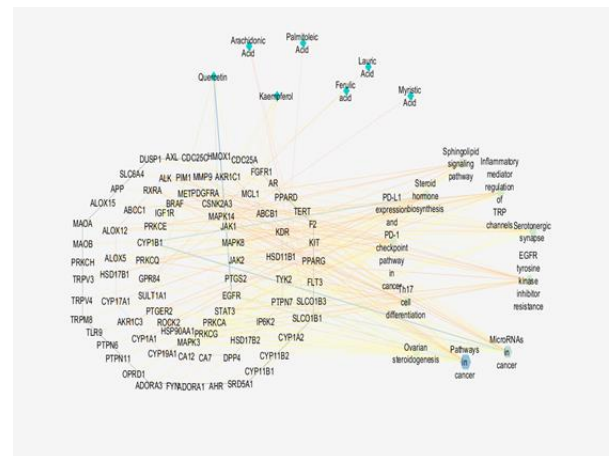 Arachidonic
Acid
Palmitoleic
Acid
Lauric
Acid
Quercetin
Kaempferol
Ferulic
acid
Myristic
Acid
DUSP1 AXL CDC25C HMOX1 CDC25A
SLC6A4 ALK PIM1 MMP9 AKR1C1 FGFR1
APP RXRA MET PDGFRA MCL1 AR
ALOX15 ABCC1 IGF1R BRAF CSNK2A3 PPARD
MAPK14 ABCB1 TERT
MAOA ALOX12 PRKCE JAK1 F2
MAOB CYP1B1 MAPK8 KDR KIT
PRKCH ALOX5 PRKCQ JAK2 HSD11B1 PPARG
TRPV3 HSD17B1 GPR84 PTGS2 TYK2 FLT3
TRPV4 CYP17A1 SULT1A1 EGFR PTPN7 SLCO1B3
TRPM8 AKR1C3 PTGER2 STAT3 SLCO1B1
ROCK2 PRKCA IP6K2
TLR9 CYP1A1 HSP90AA1 PRKCG HSD17B2 CYP1A2
PTPN6 MAPK3
PTPN11 CYP19A1 CA12 CA7 DPP4 CYP11B2
OPRD1 CYP11B1
ADORA3 FYN ADORA1 AHR SRD5A1
Sphingolipid
signaling
pathway
Inflammatory
mediator
regulation
of
TRP
channels
Steroid
hormone
biosynthesis
PD-L1
expression
and
PD-1
checkpoint
pathway
in
cancer
Serotonergic
synapse
EGFR
tyrosine
kinase
inhibitor
resistance
Th17
cell
differentiation
Ovarian
steroidogenesis
Pathways
in
cancer
MicroRNAs
in
cancer